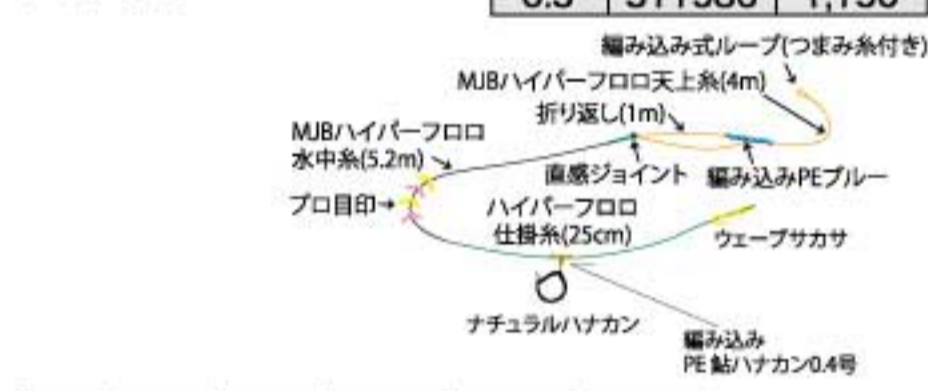 編み込み式ループ(つまみ糸付き)
MJBハイパーフロロ天上糸(4m)
折り返し(1m)
MJBハイパーフロロ
水中糸(5.2m)
直感ジョイント
編み込みPEブルー
プロ目印
ハイパーフロロ
仕掛糸(25cm)
ウェーブサカサ
ナチュラルハナカン
編み込み
PE 鮎ハナカン0.4号